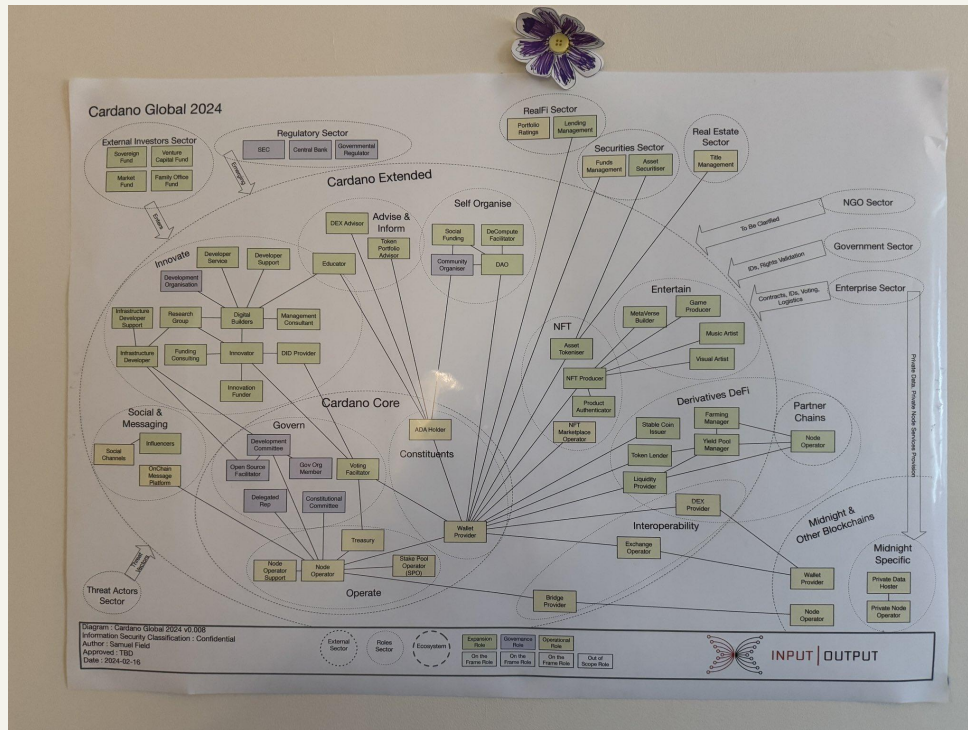 Cardano Global 2024
External Investors Sector
Sovereign
Fund
Venture
Capital Fund
Market
Fund
Family Office
Fund
Enters
Regulatory Sector
SEC
Central Bank
Governmental
Regulator
Emerging
RealFi Sector
Portfolio
Ratings
Lending
Management
Securities Sector
Funds
Management
Asset
Securitiser
Real Estate
Sector
Title
Management
NGO Sector
To Be Clarified
Government Sector
IDs, Rights Validation
Enterprise Sector
Contracts, IDs, Voting,
Logistics
Private Data, Private Node Services Provision
Cardano Extended
Innovate
Developer
Service
Developer
Support
Development
Organisation
Infrastructure
Developer
Support
Research
Group
Digital
Builders
Management
Consultant
Infrastructure
Developer
Funding
Consulting
Innovator
DID Provider
Innovation
Funder
Educator
Advise &
Inform
DEX Advisor
Token
Portfolio
Advisor
Self Organise
Social
Funding
DeCompute
Facilitator
Community
Organiser
DAO
NFT
Asset
Tokeniser
NFT Producer
Product
Authenticator
NFT
Marketplace
Operator
Entertain
MetaVerse
Builder
Game
Producer
Music Artist
Visual Artist
Derivatives DeFi
Stable Coin
Issuer
Farming
Manager
Token Lender
Yield Pool
Manager
Liquidity
Provider
Partner
Chains
Node
Operator
Social &
Messaging
Social
Channels
Influencers
OnChain
Message
Platform
Cardano Core
Govern
Development
Committee
Open Source
Facilitator
Gov Org
Member
Voting
Facilitator
Delegated
Rep
Constitutional
Committee
Treasury
ADA Holder
Constituents
Wallet
Provider
Node
Operator
Support
Node
Operator
Stake Pool
Operator
(SPO)
Operate
Interoperability
DEX
Provider
Exchange
Operator
Bridge
Provider
Midnight &
Other Blockchains
Wallet
Provider
Node
Operator
Midnight
Specific
Private Data
Hoster
Private Node
Operator
Threat
Vectors
Threat Actors
Sector
Diagram : Cardano Global 2024 v0.008
Information Security Classification : Confidential
Author : Samuel Field
Approved : TBD
Date : 2024-02-16
External
Sector
Roles
Sector
Ecosystem
Expansion
Role
Governance
Role
Operational
Role
On the
Frame Role
On the
Frame Role
On the
Frame Role
Out of
Scope Role
INPUT | OUTPUT